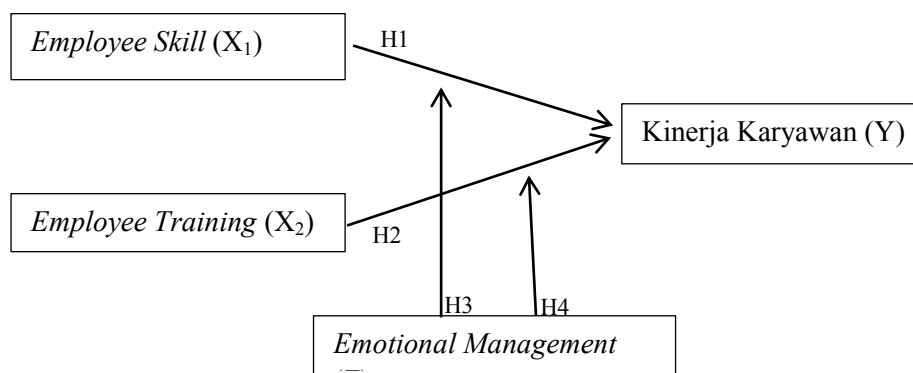 Employee Skill (X₁)
H1
Kinerja Karyawan (Y)
Employee Training (X₂)
H2
H3
H4
Emotional Management